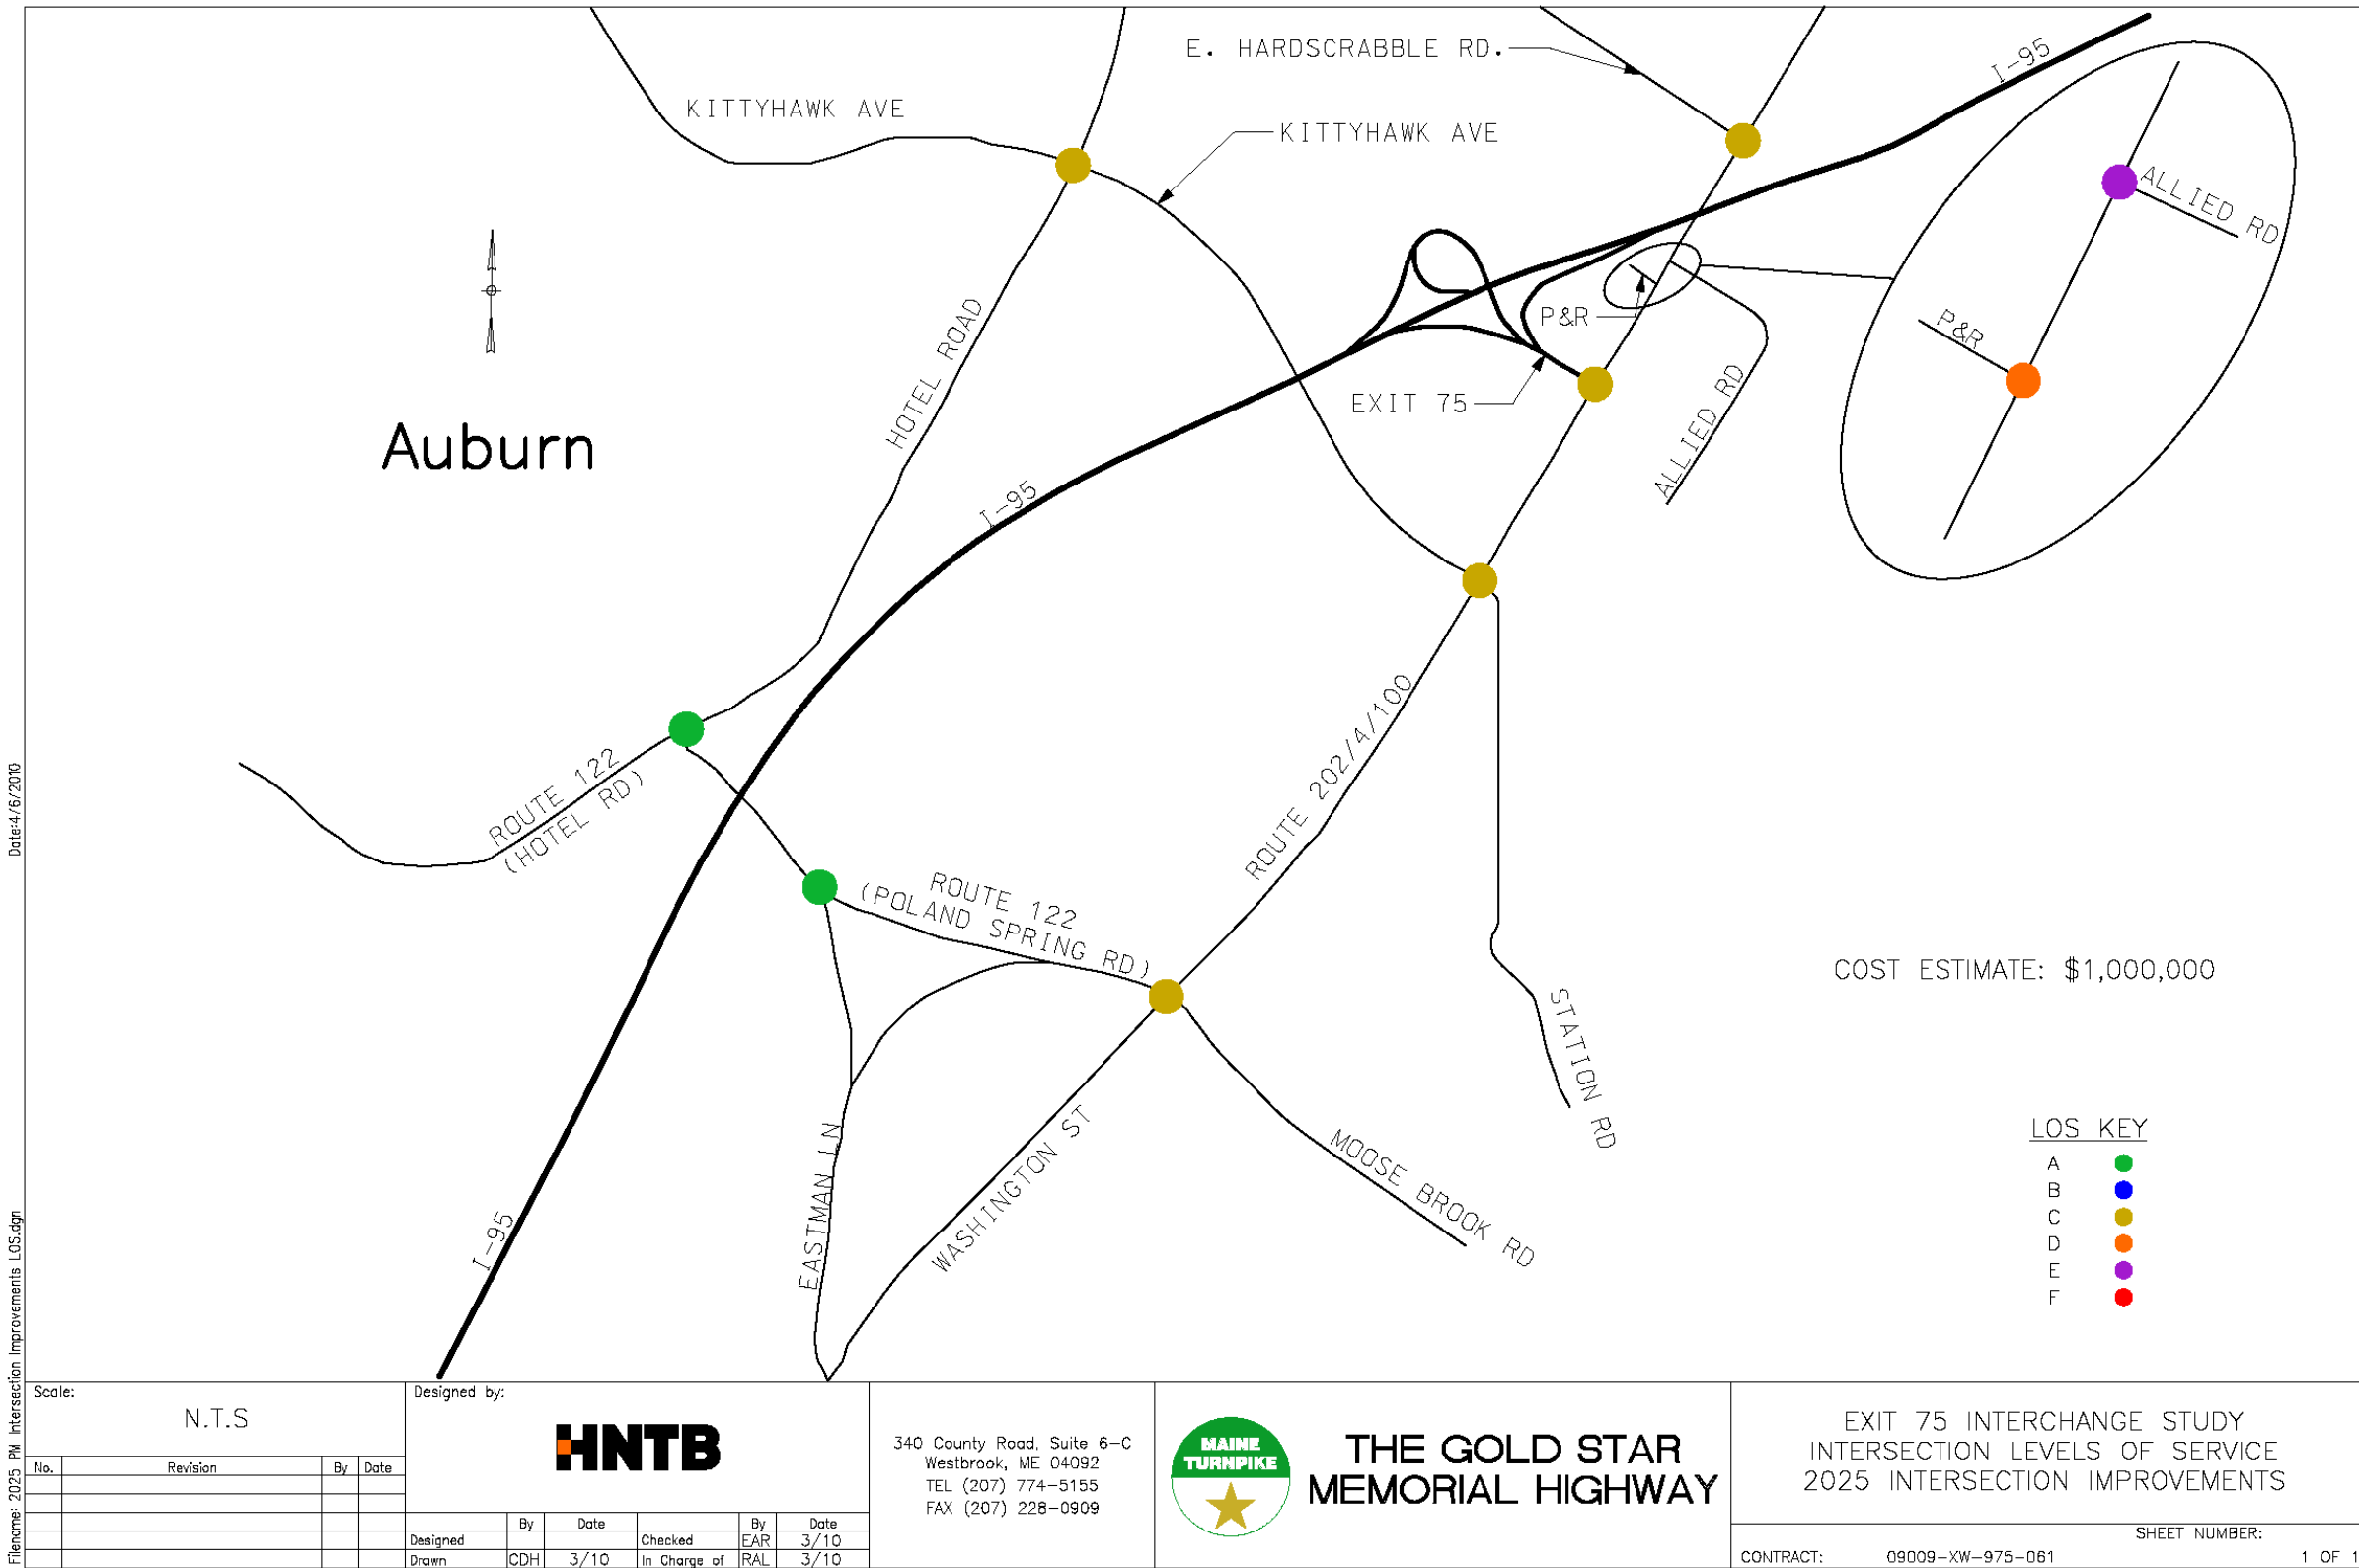 E. HARDSCRABBLE RD.
I-95
KITTYHAWK AVE
KITTYHAWK AVE
ALLIED RD
P&R
P&R
HOTEL ROAD
EXIT 75
ALLIED RD
Auburn
I-95
ROUTE 202/4/100
ROUTE 122
(HOTEL RD)
ROUTE 122
(POLAND SPRING RD)
COST ESTIMATE: $1,000,000
STATION RD
MOOSE BROOK RD
WASHINGTON ST
EASTMAN LN
I-95
LOS KEY
A
B
C
D
E
F
Date:4/6/2010
Filename: 2025 PM Intersection Improvements LOS.dgn
Scale:
N.T.S
No. Revision By Date
Designed by:
HNTB
By Date By Date
Designed Checked EAR 3/10
Drawn CDH 3/10 In Charge of RAL 3/10
340 County Road, Suite 6-C
Westbrook, ME 04092
TEL (207) 774-5155
FAX (207) 228-0909
MAINE
TURNPIKE
THE GOLD STAR
MEMORIAL HIGHWAY
EXIT 75 INTERCHANGE STUDY
INTERSECTION LEVELS OF SERVICE
2025 INTERSECTION IMPROVEMENTS
SHEET NUMBER:
CONTRACT: 09009-XW-975-061 1 OF 1